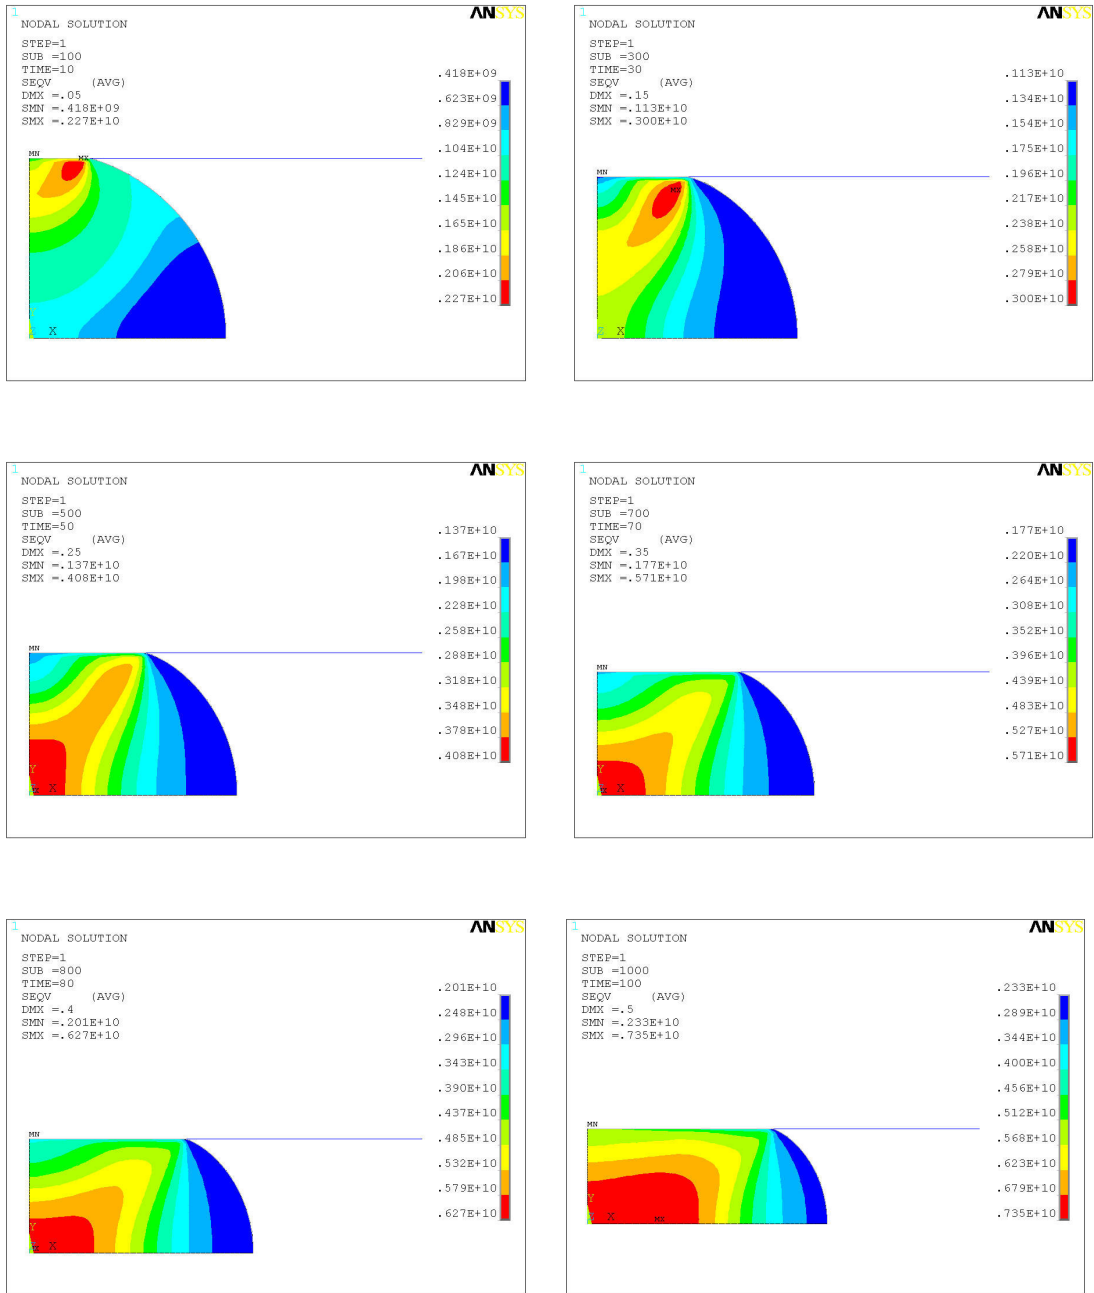 1
ANSYS
NODAL SOLUTION
STEP=1
SUB =100
TIME=10
SEQV (AVG)
DMX =.05
SMN =.418E+09
SMX =.227E+10
.418E+09
.623E+09
.829E+09
.104E+10
.124E+10
.145E+10
.165E+10
.186E+10
.206E+10
.227E+10
MN
MX
Z X
1
ANSYS
NODAL SOLUTION
STEP=1
SUB =300
TIME=30
SEQV (AVG)
DMX =.15
SMN =.113E+10
SMX =.300E+10
.113E+10
.134E+10
.154E+10
.175E+10
.196E+10
.217E+10
.238E+10
.258E+10
.279E+10
.300E+10
MN
MX
Z X
1
ANSYS
NODAL SOLUTION
STEP=1
SUB =500
TIME=50
SEQV (AVG)
DMX =.25
SMN =.137E+10
SMX =.408E+10
.137E+10
.167E+10
.198E+10
.228E+10
.258E+10
.288E+10
.318E+10
.348E+10
.378E+10
.408E+10
MN
Y
X
1
ANSYS
NODAL SOLUTION
STEP=1
SUB =700
TIME=70
SEQV (AVG)
DMX =.35
SMN =.177E+10
SMX =.571E+10
.177E+10
.220E+10
.264E+10
.308E+10
.352E+10
.396E+10
.439E+10
.483E+10
.527E+10
.571E+10
MN
Y
X
1
ANSYS
NODAL SOLUTION
STEP=1
SUB =800
TIME=80
SEQV (AVG)
DMX =.4
SMN =.201E+10
SMX =.627E+10
.201E+10
.248E+10
.296E+10
.343E+10
.390E+10
.437E+10
.485E+10
.532E+10
.579E+10
.627E+10
MN
Y
X
1
ANSYS
NODAL SOLUTION
STEP=1
SUB =1000
TIME=100
SEQV (AVG)
DMX =.5
SMN =.233E+10
SMX =.735E+10
.233E+10
.289E+10
.344E+10
.400E+10
.456E+10
.512E+10
.568E+10
.623E+10
.679E+10
.735E+10
MN
Y
X MX